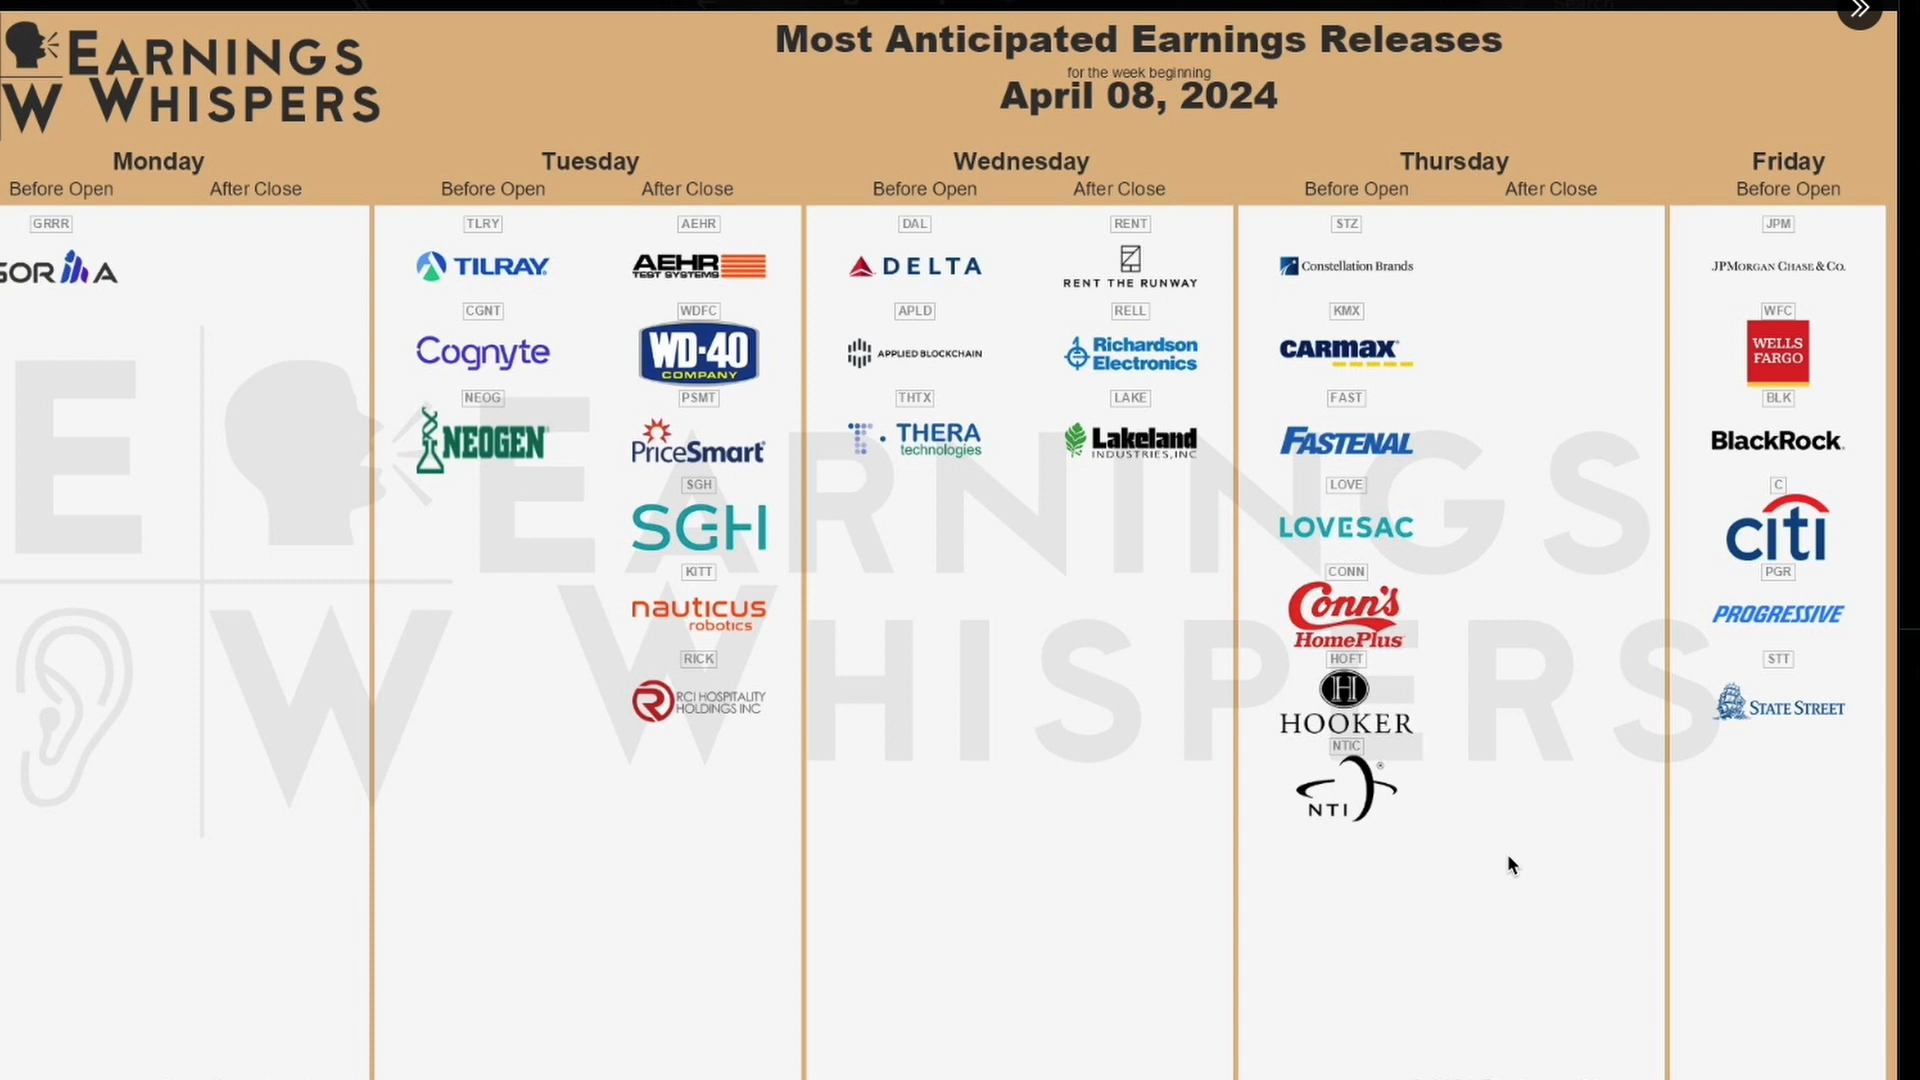 EARNINGS
WHISPERS
W
Most Anticipated Earnings Releases
for the week beginning
April 08, 2024
Monday
Before Open
After Close
Tuesday
Before Open
After Close
Wednesday
Before Open
After Close
Thursday
Before Open
After Close
Friday
Before Open
GRRR
TLRY
TILRAY
CGNT
Cognyte
NEOG
NEOGEN
AEHR
AEHR
TEST SYSTEMS
WDFC
WD-40
COMPANY
PSMT
PriceSmart
SGH
SGH
KITT
nauticus
robotics
RICK
RCI HOSPITALITY
HOLDINGS INC
DAL
DELTA
APLD
APPLIED BLOCKCHAIN
THTX
THERA
technologies
RENT
RENT THE RUNWAY
RELL
Richardson
Electronics
LAKE
Lakeland
INDUSTRIES, INC
STZ
Constellation Brands
KMX
CARMAX
FAST
FASTENAL
LOVE
LOVESAC
CONN
Conn's
HomePlus
HOFT
H
HOOKER
NTIC
NTI
JPM
JPMORGAN CHASE & CO.
WFC
WELLS
FARGO
BLK
BlackRock.
C
citi
PGR
PROGRESSIVE
STT
STATE STREET
E
EARNINGS
W
WHISPERS